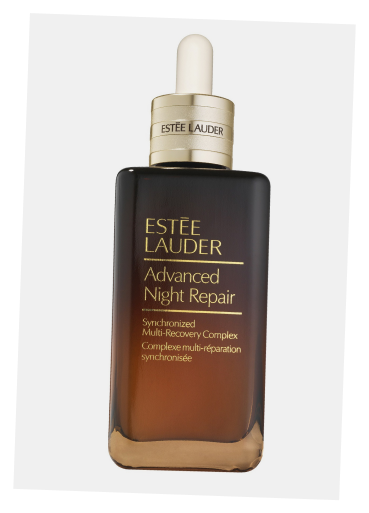 ESTĒE LAUDER
ESTĒE
LAUDER
Advanced
Night Repair
Synchronized
Multi-Recovery Complex
Complexe multi-réparation
synchronisée